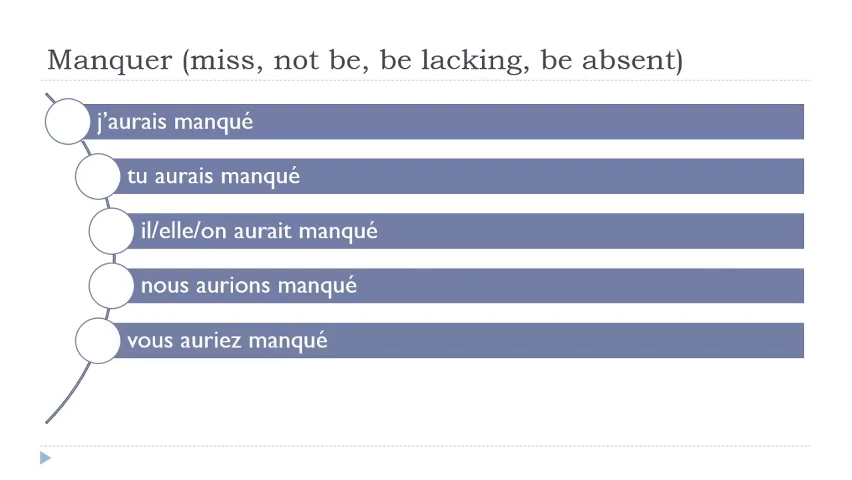 Manquer (miss, not be, be lacking, be absent)
j’aurais manqué
tu aurais manqué
il/elle/on aurait manqué
nous aurions manqué
vous auriez manqué